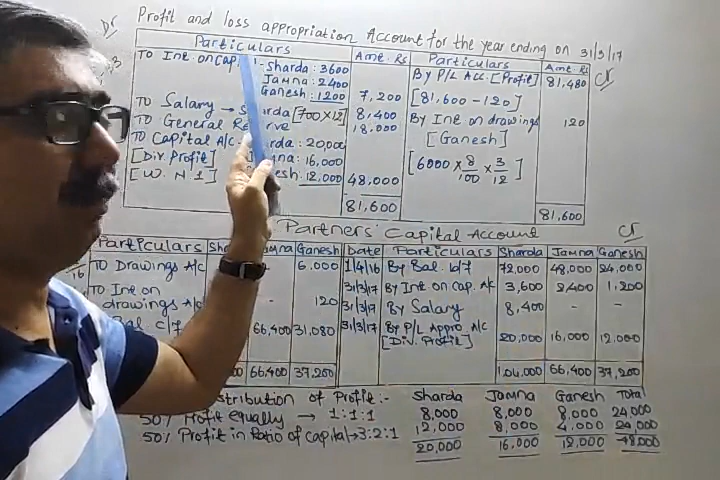 Dr
Profit and loss appropriation Account for the year ending on 31/3/17
Cr
Particulars Amt. Rs Particulars Amt. Rs
To Int. on Cap Sharda: 3600 By P/L Acc. [Profit] 81,480
Jamna: 2400 [81,600-120]
Ganesh: 1200 7,200 By Int on drawings 120
To Salary → [700×12] 8,400 [Ganesh]
To General Reserve 18,000 [6000 × 8/100 × 3/12]
To Capital A/c 20,000
[Div. Profit] 16,000
[W. N 1] 12,000 48,000
81,600 81,600
Partners' Capital Account Cr
Particulars Ganesh Date Particulars Sharda Jamna Ganesh
To Drawings A/c 6,000 1/4/16 By Bal. b/f 72,000 48,000 24,000
To Int on - 120 31/3/17 By Int on Cap. A/c 3,600 2400 1,200
drawings A/c 31/3/17 By Salary 8,400 - -
Bal c/f 66,400 31,080 31/3/17 By P/L Appro. A/c 20,000 16,000 12,000
[Div. Profit]
66,400 37,200 1,04,000 66,400 37,200
Distribution of Profit:- Sharda Jamna Ganesh Total
50% Profit equally → 1:1:1 8,000 8,000 8,000 24,000
50% Profit in Ratio of capital → 3:2:1 12,000 8,000 4,000 24,000
20,000 16,000 12,000 48,000